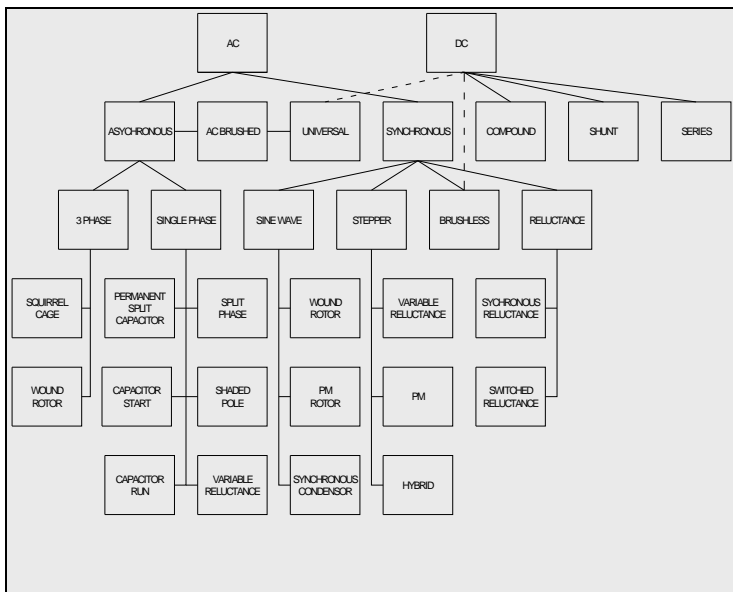 AC
DC
ASYCHRONOUS
AC BRUSHED
UNIVERSAL
SYNCHRONOUS
COMPOUND
SHUNT
SERIES
3 PHASE
SINGLE PHASE
SINE WAVE
STEPPER
BRUSHLESS
RELUCTANCE
SQUIRREL
CAGE
PERMANENT
SPLIT
CAPACITOR
SPLIT
PHASE
WOUND
ROTOR
VARIABLE
RELUCTANCE
SYCHRONOUS
RELUCTANCE
WOUND
ROTOR
CAPACITOR
START
SHADED
POLE
PM
ROTOR
PM
SWITCHED
RELUCTANCE
CAPACITOR
RUN
VARIABLE
RELUCTANCE
SYNCHRONOUS
CONDENSOR
HYBRID